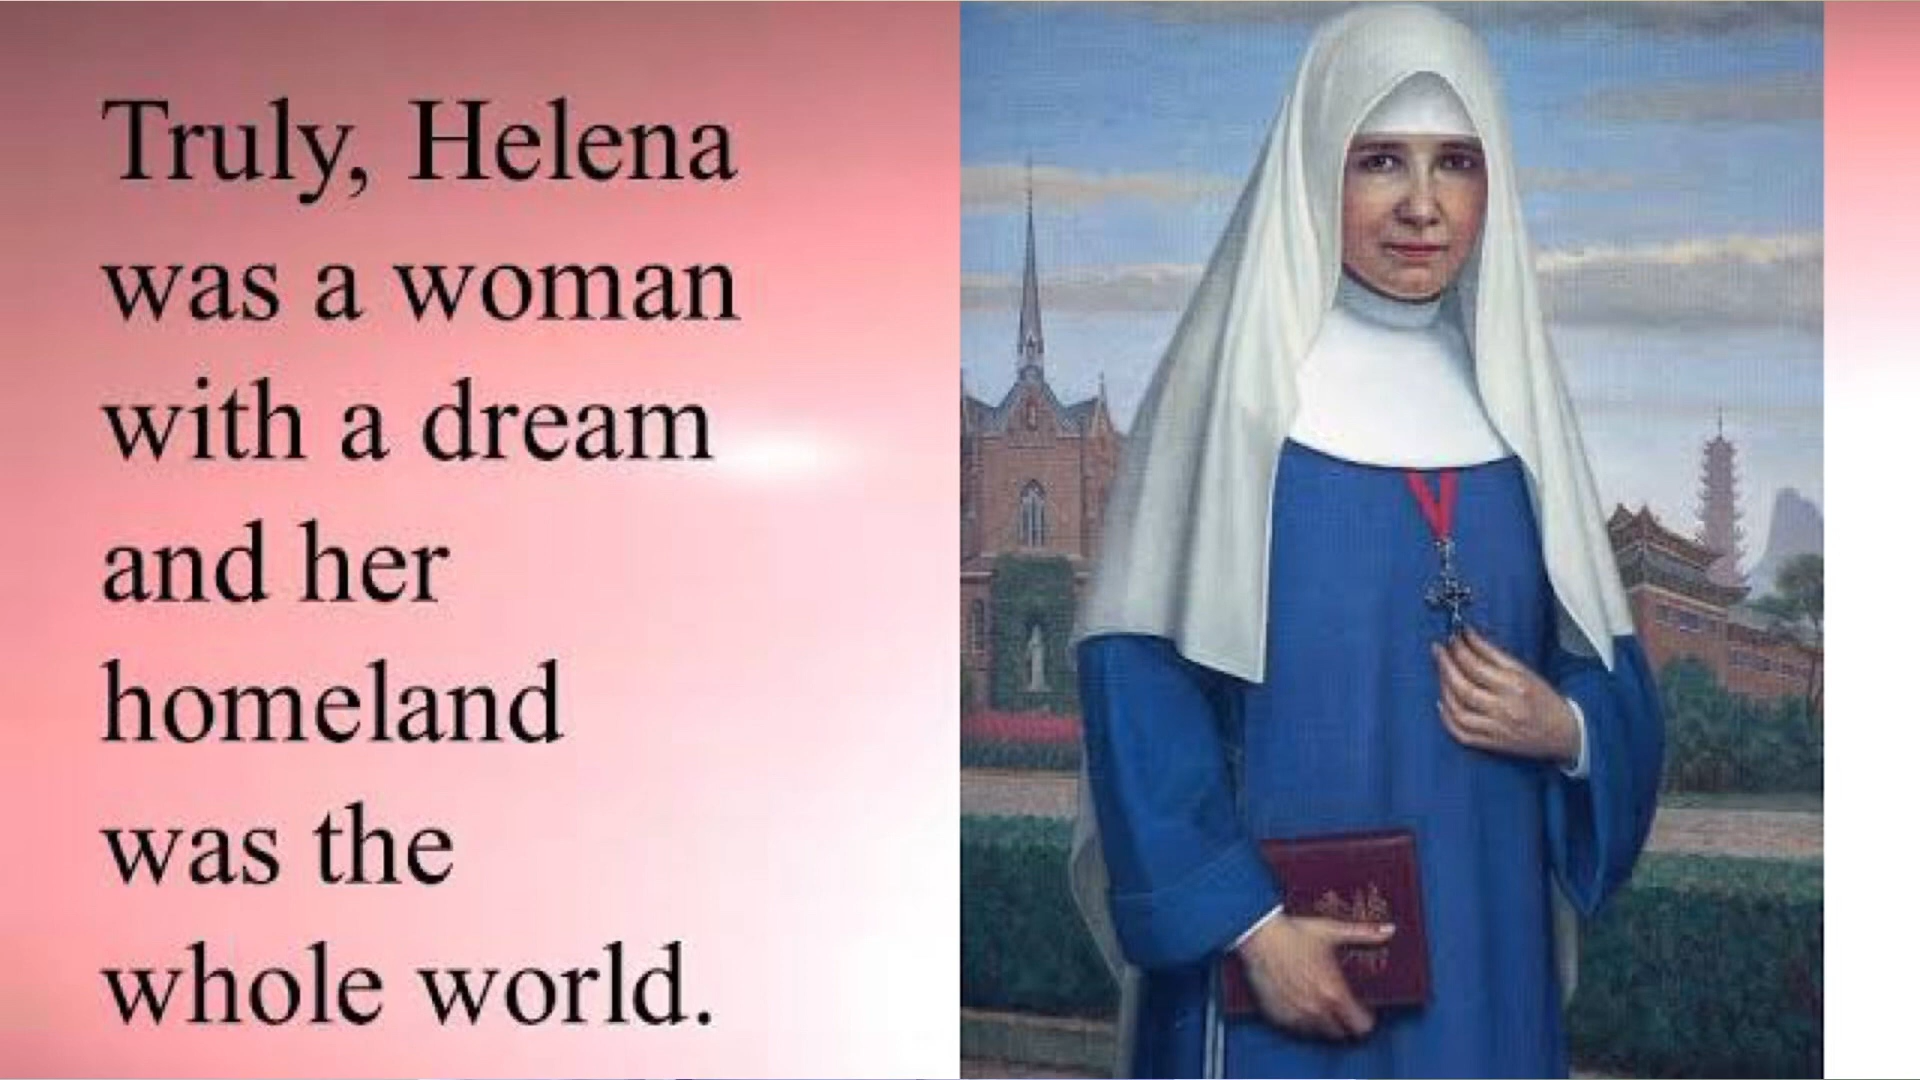 Truly, Helena
was a woman
with a dream
and her
homeland
was the
whole world.